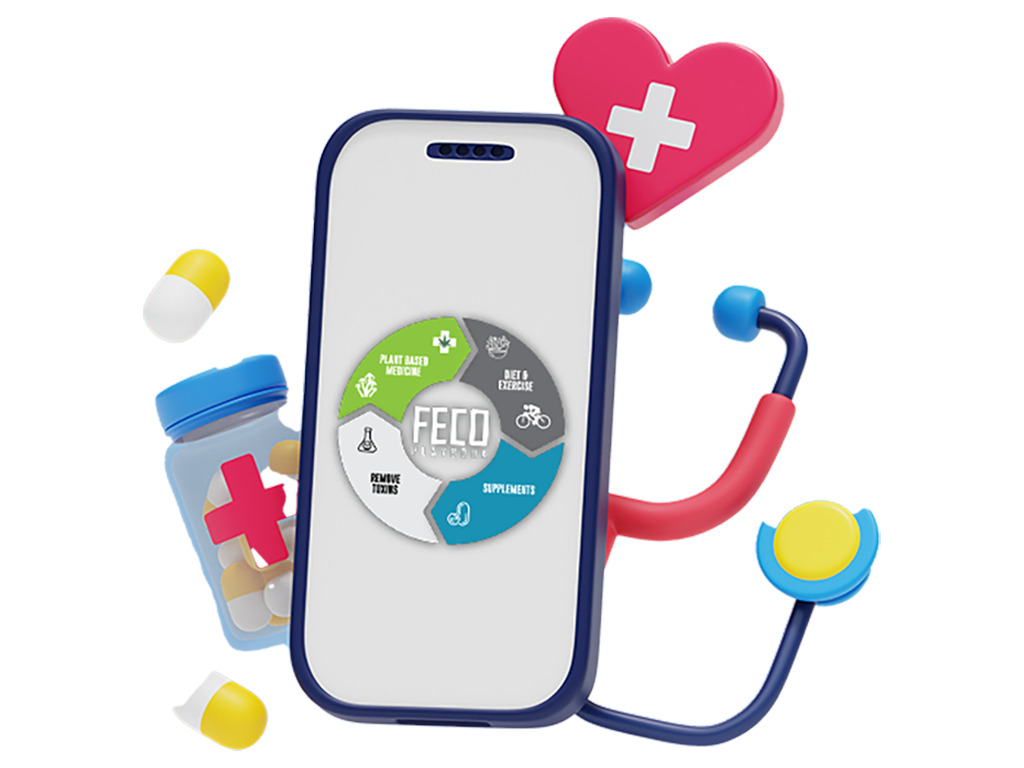 PLANT BASED
MEDICINE
DIET &
EXERCISE
FECO
REMOVE
TOXINS
SUPPLEMENTS